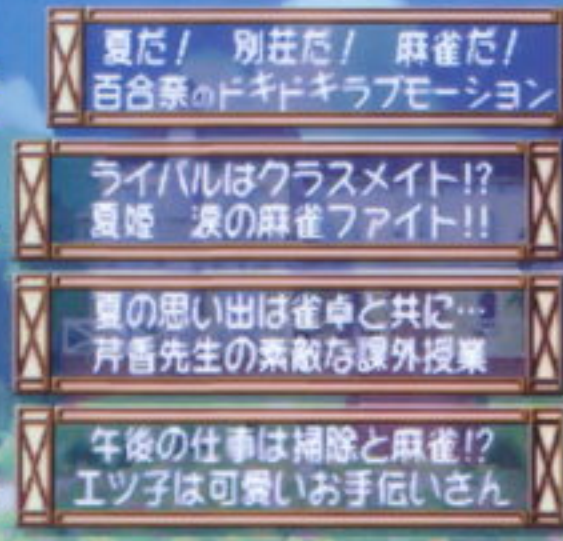 夏だ！ 別荘だ！ 麻雀だ！
百合奈のドキドキラブモーション
ライバルはクラスメイト!?
夏姫 涙の麻雀ファイト!!
夏の思い出は雀卓と共に…
芹香先生の素敵な課外授業
午後の仕事は掃除と麻雀!?
エツ子は可愛いお手伝いさん